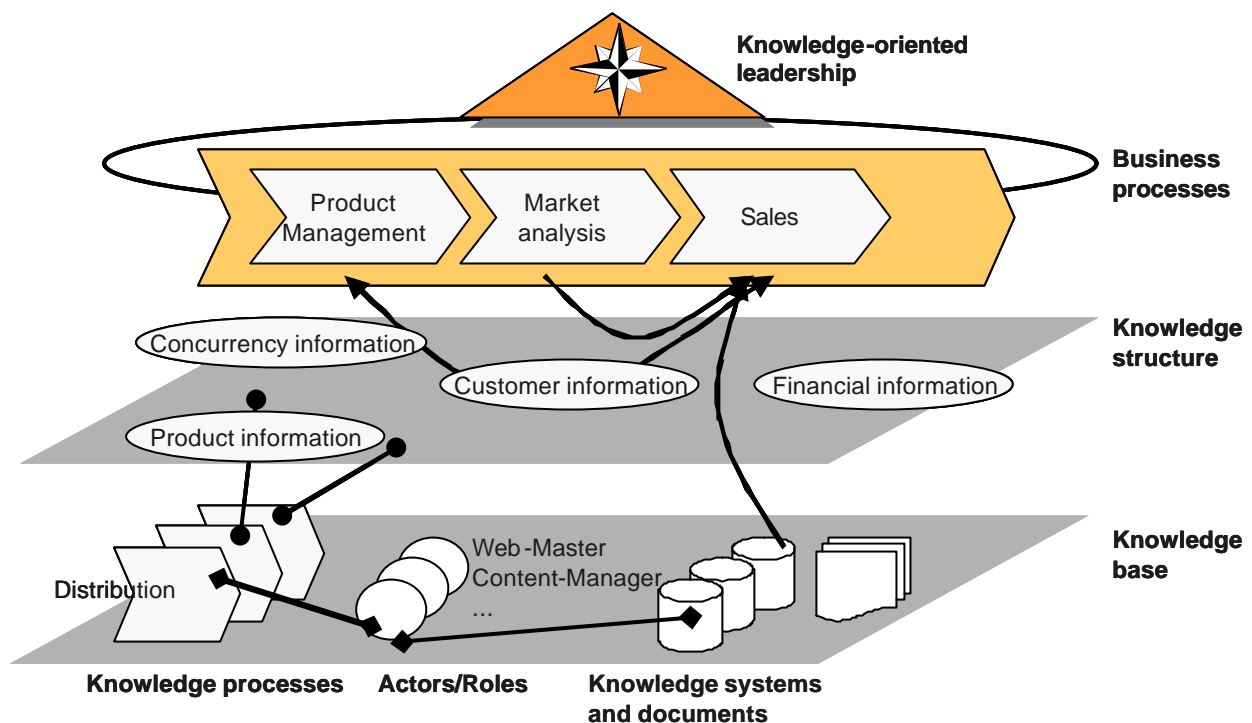 Knowledge-oriented
leadership
Business
processes
Product
Management
Market
analysis
Sales
Knowledge
structure
Concurrency information
Customer information
Financial information
Product information
Knowledge
base
Web-Master
Content-Manager
...
Distribution
Knowledge processes
Actors/Roles
Knowledge systems
and documents